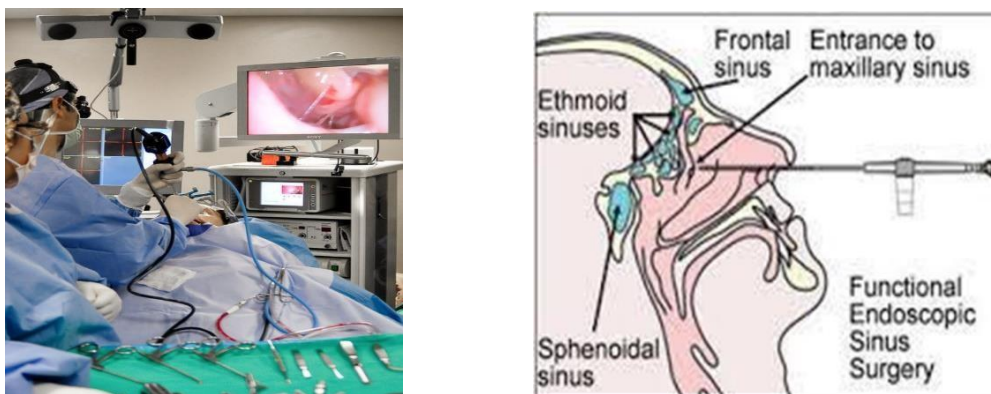 Frontal
sinus
Entrance to
maxillary sinus
Ethmoid
sinuses
Sphenoidal
sinus
Functional
Endoscopic
Sinus
Surgery